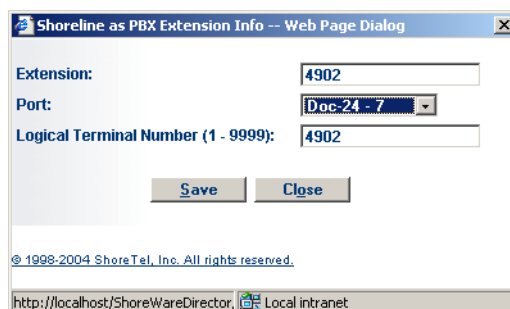 Shoreline as PBX Extension Info -- Web Page Dialog
Extension: 4902
Port: Doc-24 - 7
Logical Terminal Number (1 - 9999): 4902
Save Close
© 1998-2004 ShoreTel, Inc. All rights reserved.
http://localhost/ShoreWareDirector, Local intranet